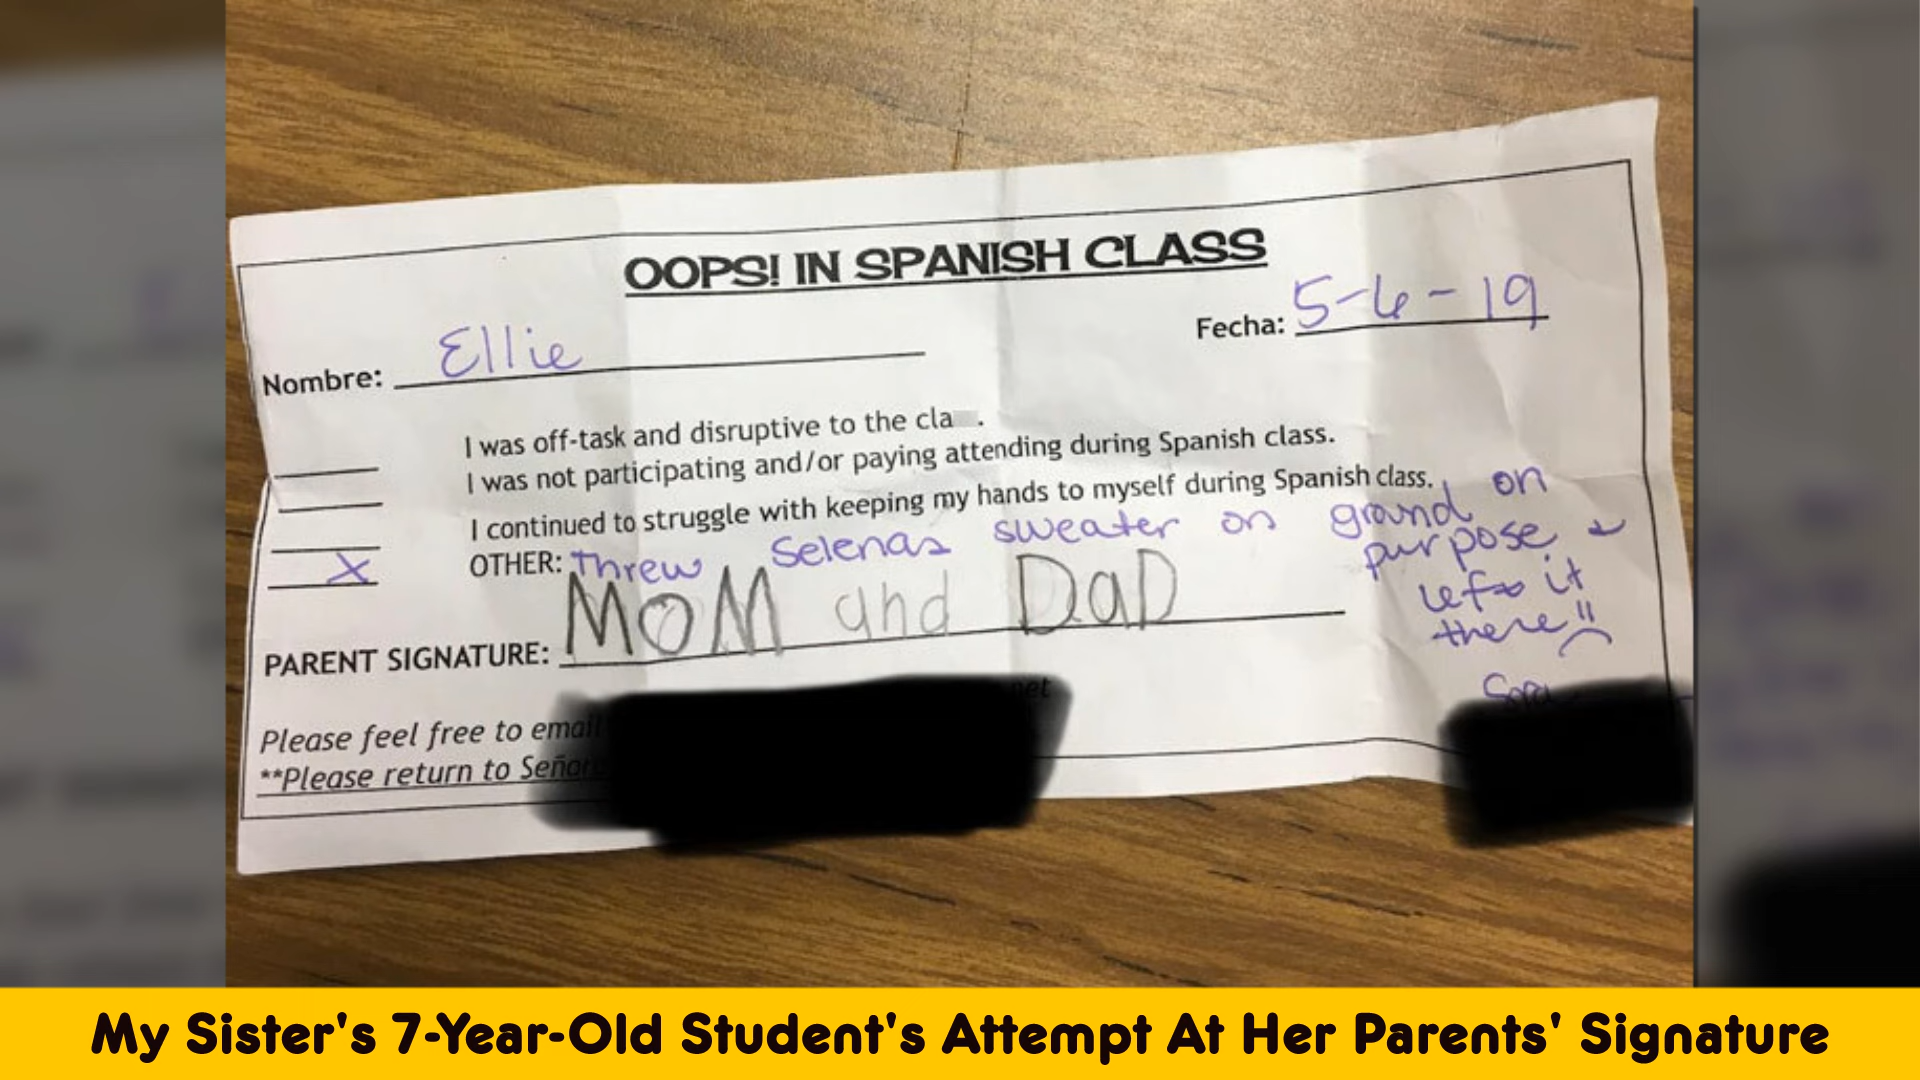 OOPS! IN SPANISH CLASS
Nombre: Ellie
Fecha: 5-6-19
I was off-task and disruptive to the cla .
I was not participating and/or paying attending during Spanish class.
I continued to struggle with keeping my hands to myself during Spanish class.
X OTHER: Threw Selenas sweater on ground on
purpose &
left it
there!!
PARENT SIGNATURE: MOM and DaD
Please feel free to email
net
**Please return to
My Sister's 7-Year-Old Student's Attempt At Her Parents' Signature